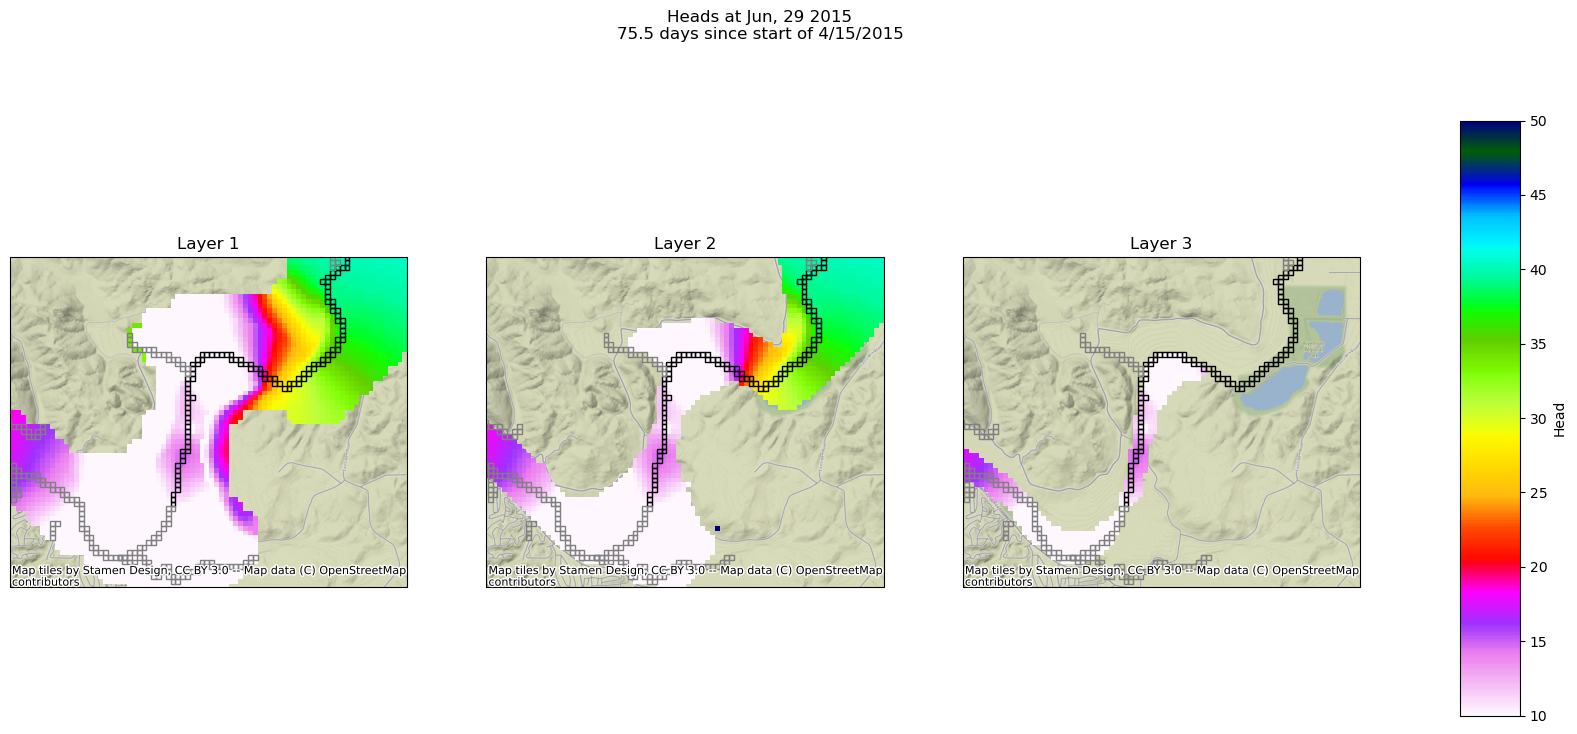 Heads at Jun, 29 2015
75.5 days since start of 4/15/2015
Layer 1
Layer 2
Layer 3
Map tiles by Stamen Design, CC BY 3.0 -- Map data (C) OpenStreetMap
contributors
Map tiles by Stamen Design, CC BY 3.0 -- Map data (C) OpenStreetMap
contributors
Map tiles by Stamen Design, CC BY 3.0 -- Map data (C) OpenStreetMap
contributors
50
45
40
35
30
25
20
15
10
Head